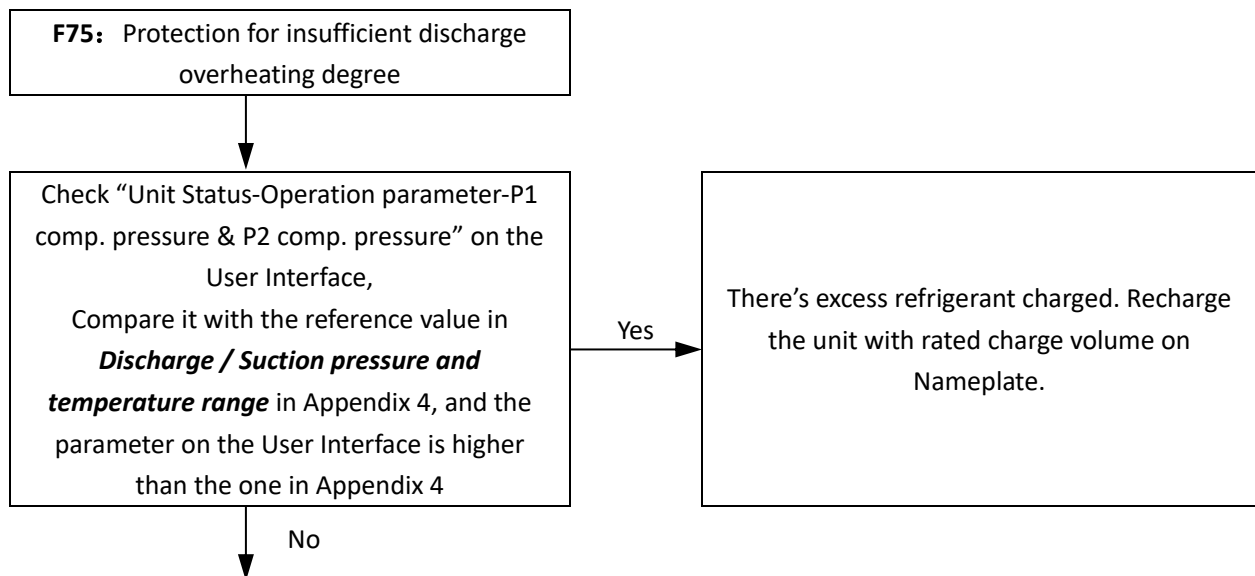 F75： Protection for insufficient discharge
overheating degree
Check “Unit Status-Operation parameter-P1
comp. pressure & P2 comp. pressure” on the
User Interface,
Compare it with the reference value in
Discharge / Suction pressure and
temperature range in Appendix 4, and the
parameter on the User Interface is higher
than the one in Appendix 4
Yes
There’s excess refrigerant charged. Recharge
the unit with rated charge volume on
Nameplate.
No